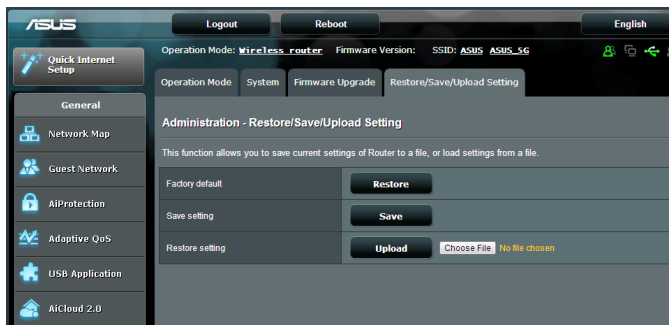 ASUS Logout Reboot English
Operation Mode: Wireless router Firmware Version: SSID: ASUS ASUS_5G
Quick Internet
Setup
General
Network Map
Guest Network
AiProtection
Adaptive QoS
USB Application
AiCloud 2.0
Operation Mode System Firmware Upgrade Restore/Save/Upload Setting
Administration - Restore/Save/Upload Setting
This function allows you to save current settings of Router to a file, or load settings from a file.
Factory default Restore
Save setting Save
Restore setting Upload Choose File No file chosen